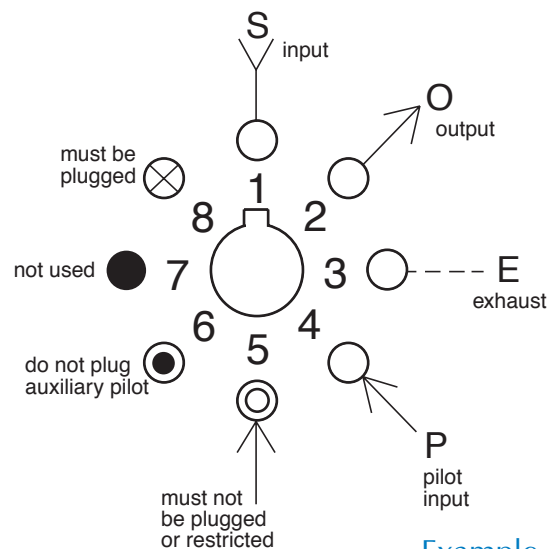 S
input
O
output
must be
plugged
1
8
2
not used
7
3
E
exhaust
6
4
5
do not plug
auxiliary pilot
P
pilot
input
must not
be plugged
or restricted